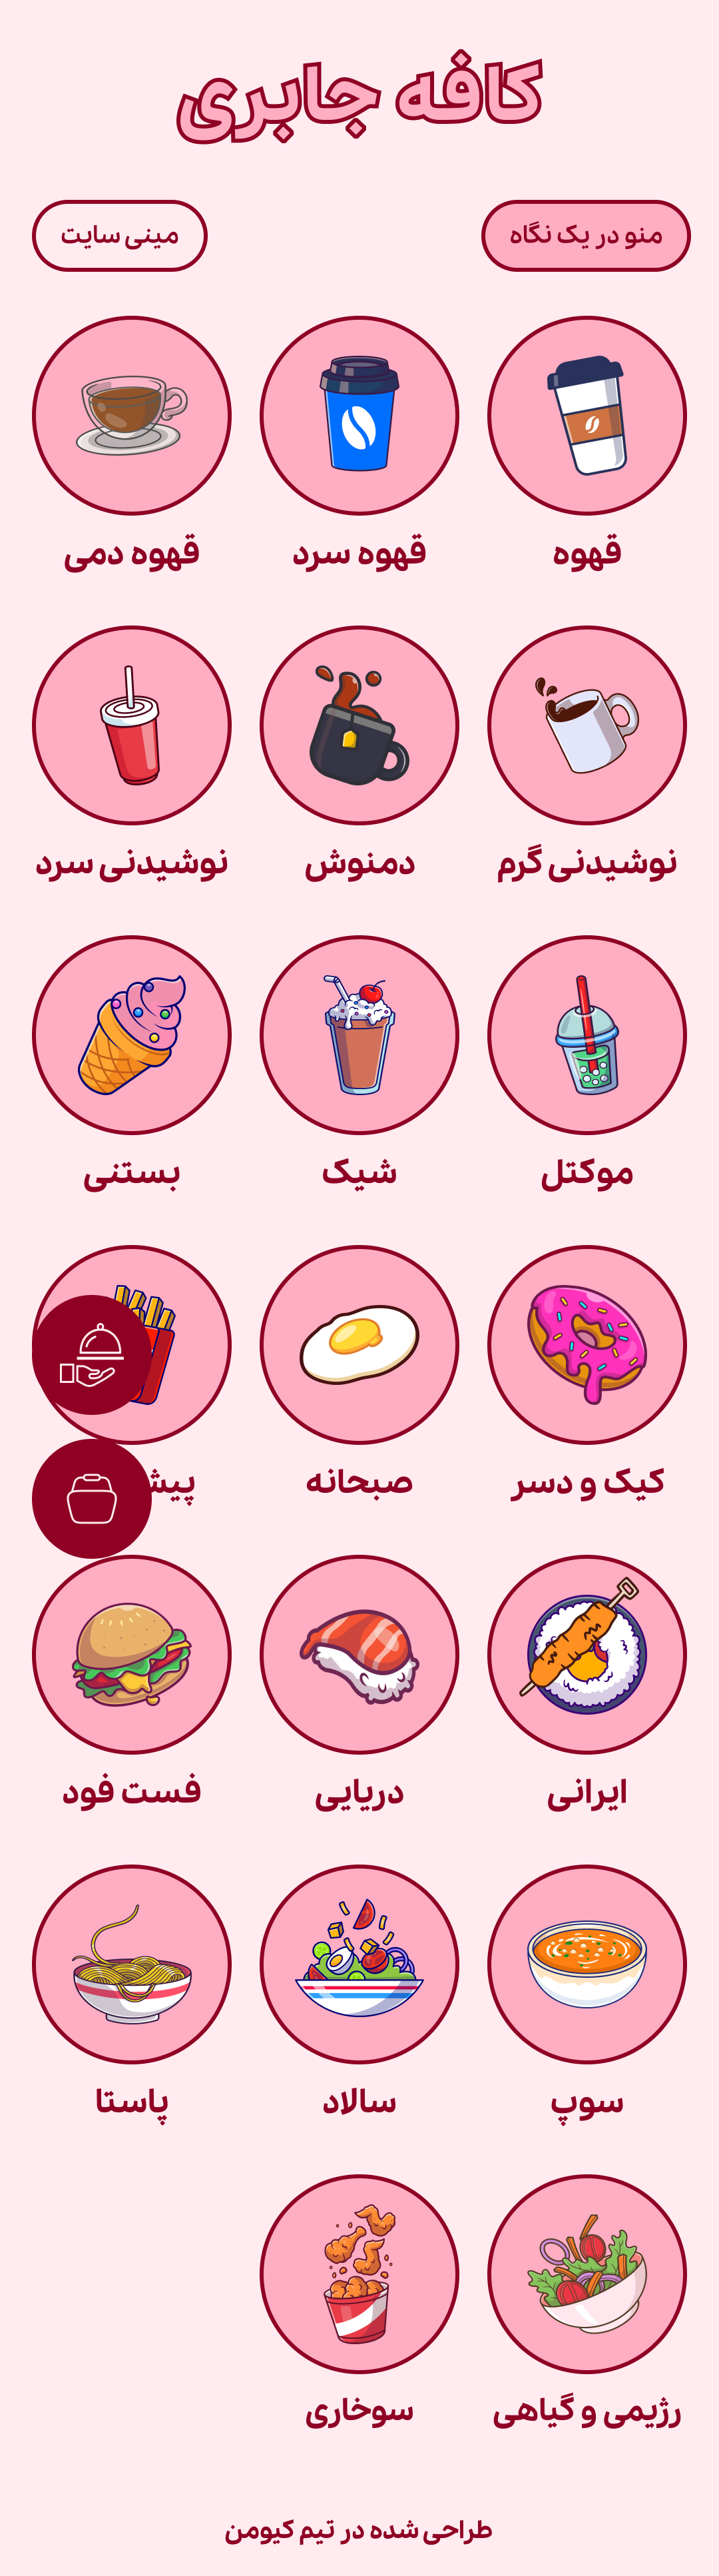 کافه جابری
منو در یک نگاه
مینی سایت
قهوه
قهوه سرد
قهوه دمی
نوشیدنی گرم
دمنوش
نوشیدنی سرد
موکتل
شیک
بستنی
کیک و دسر
صبحانه
ایرانی
دریایی
فست فود
سوپ
سالاد
پاستا
رژیمی و گیاهی
سوخاری
طراحی شده در تیم کیومن